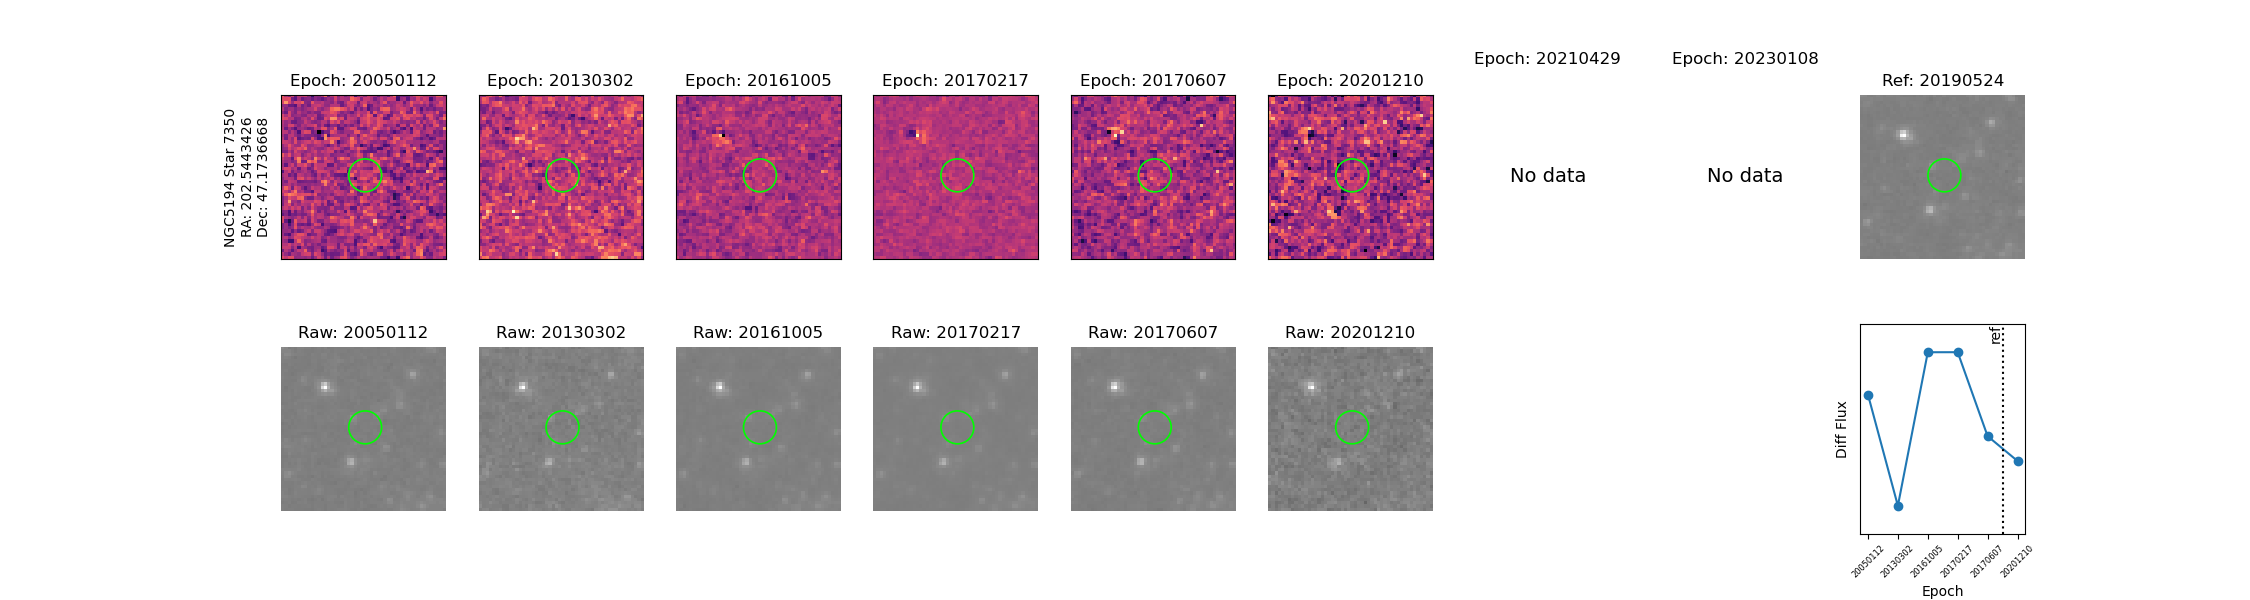 NGC5194 Star 7350
RA: 202.5443426
Dec: 47.1736668
Epoch: 20050112
Epoch: 20130302
Epoch: 20161005
Epoch: 20170217
Epoch: 20170607
Epoch: 20201210
Epoch: 20210429
Epoch: 20230108
Ref: 20190524
No data
No data
Raw: 20050112
Raw: 20130302
Raw: 20161005
Raw: 20170217
Raw: 20170607
Raw: 20201210
ref
Diff Flux
20050112
20130302
20161005
20170217
20170607
20201210
Epoch